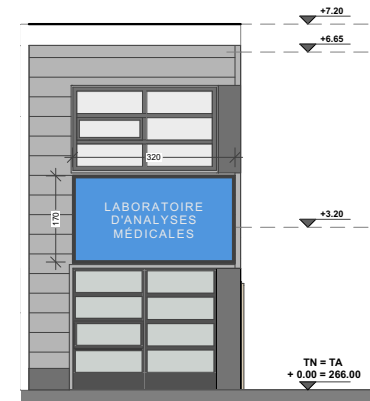 +7.20
+6.65
320
LABORATOIRE
D'ANALYSES
MÉDICALES
170
+3.20
TN = TA
+ 0.00 = 266.00